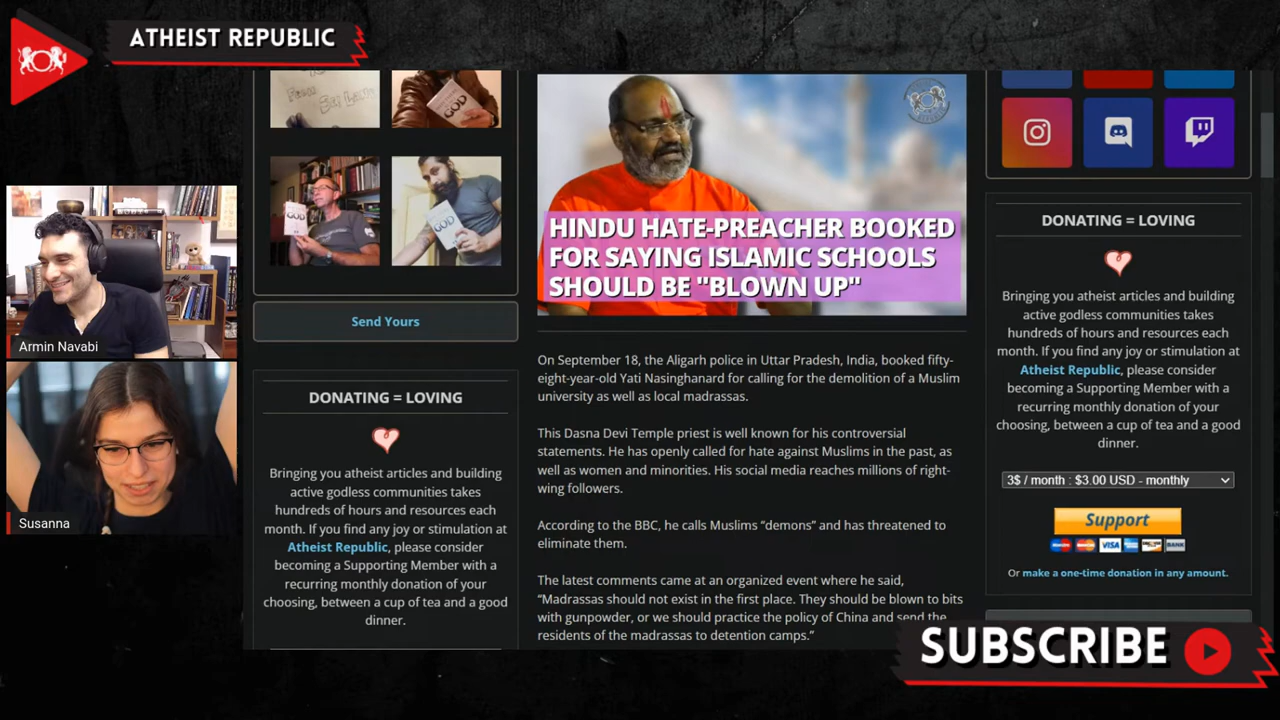 ATHEIST REPUBLIC
GOD
GOD
GOD
Send Yours
DONATING = LOVING
Bringing you atheist articles and building
active godless communities takes
hundreds of hours and resources each
month. If you find any joy or stimulation at
Atheist Republic, please consider
becoming a Supporting Member with a
recurring monthly donation of your
choosing, between a cup of tea and a good
dinner.
HINDU HATE-PREACHER BOOKED
FOR SAYING ISLAMIC SCHOOLS
SHOULD BE "BLOWN UP"
On September 18, the Aligarh police in Uttar Pradesh, India, booked fifty-
eight-year-old Yati Nasinghanard for calling for the demolition of a Muslim
university as well as local madrassas.
This Dasna Devi Temple priest is well known for his controversial
statements. He has openly called for hate against Muslims in the past, as
well as women and minorities. His social media reaches millions of right-
wing followers.
According to the BBC, he calls Muslims “demons” and has threatened to
eliminate them.
The latest comments came at an organized event where he said,
“Madrassas should not exist in the first place. They should be blown to bits
with gunpowder, or we should practice the policy of China and send the
residents of the madrassas to detention camps.”
DONATING = LOVING
Bringing you atheist articles and building
active godless communities takes
hundreds of hours and resources each
month. If you find any joy or stimulation at
Atheist Republic, please consider
becoming a Supporting Member with a
recurring monthly donation of your
choosing, between a cup of tea and a good
dinner.
3$ / month : $3.00 USD - monthly
Support
VISA
BANK
Or make a one-time donation in any amount.
Armin Navabi
Susanna
SUBSCRIBE